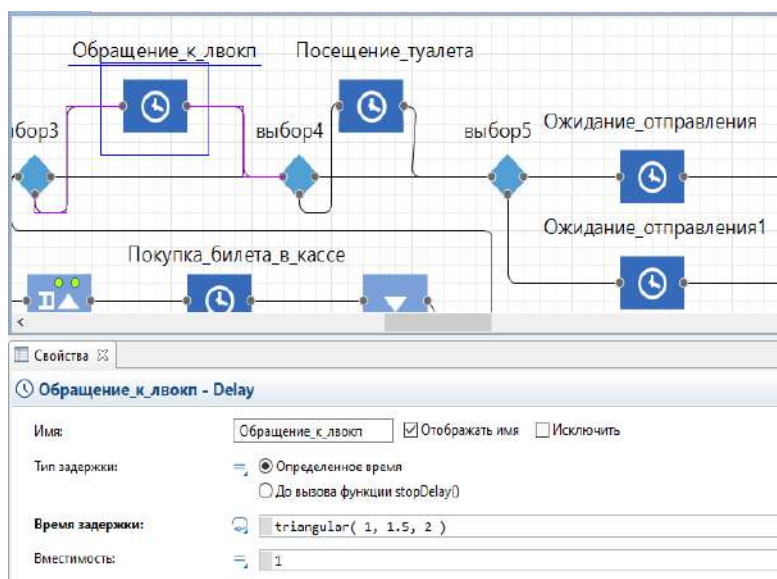 Обращение_к_лвокп Посещение_туалета
ыбор3 выбор4 выбор5 Ожидание_отправления
Ожидание_отправления1
Покупка_билета_в_кассе
Свойства
Обращение_к_лвокп - Delay
Имя: Обращение_к_лвокп Отображать имя Исключить
Тип задержки: Определенное время
До вызова функции stopDelay()
Время задержки: triangular( 1, 1.5, 2 )
Вместимость: 1